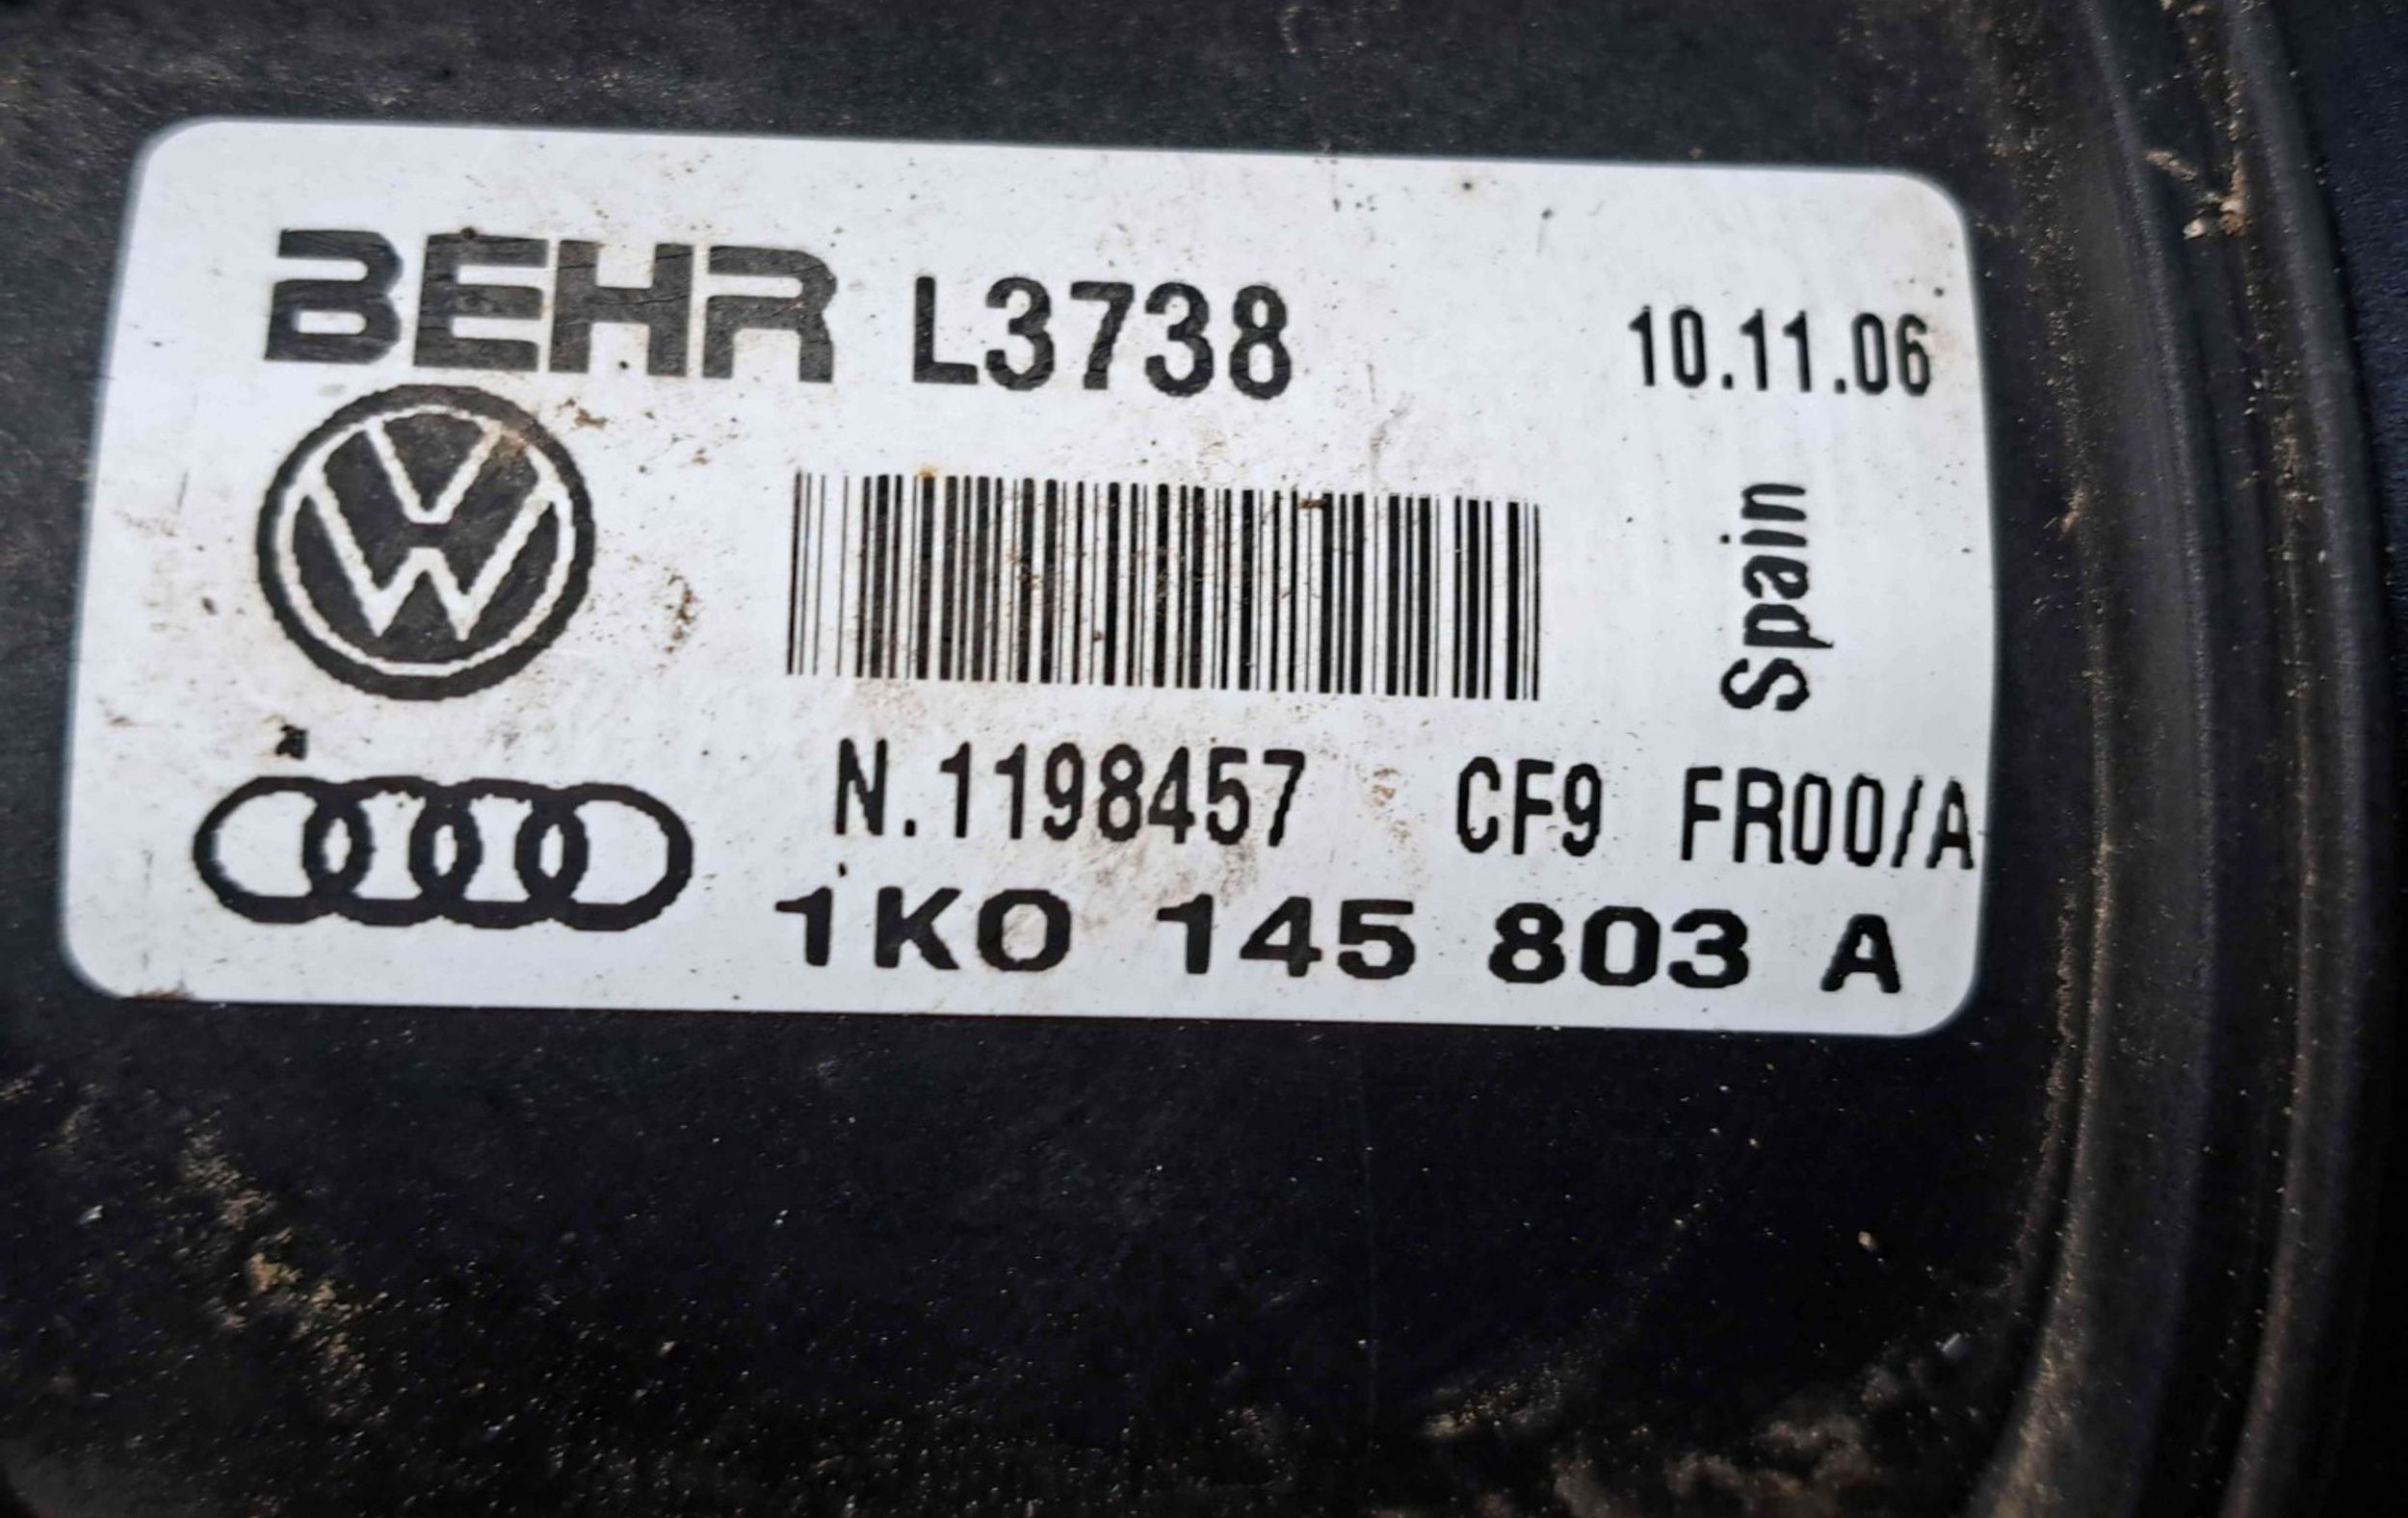 BEHR L3738 10.11.06
Spain
N.1198457 CF9 FR00/A
1K0 145 803 A